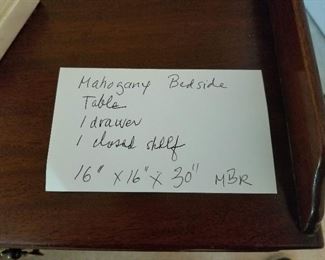 Mahogany Bedside
Table
1 drawer
1 closed shelf
16" x 16" x 30" MBR